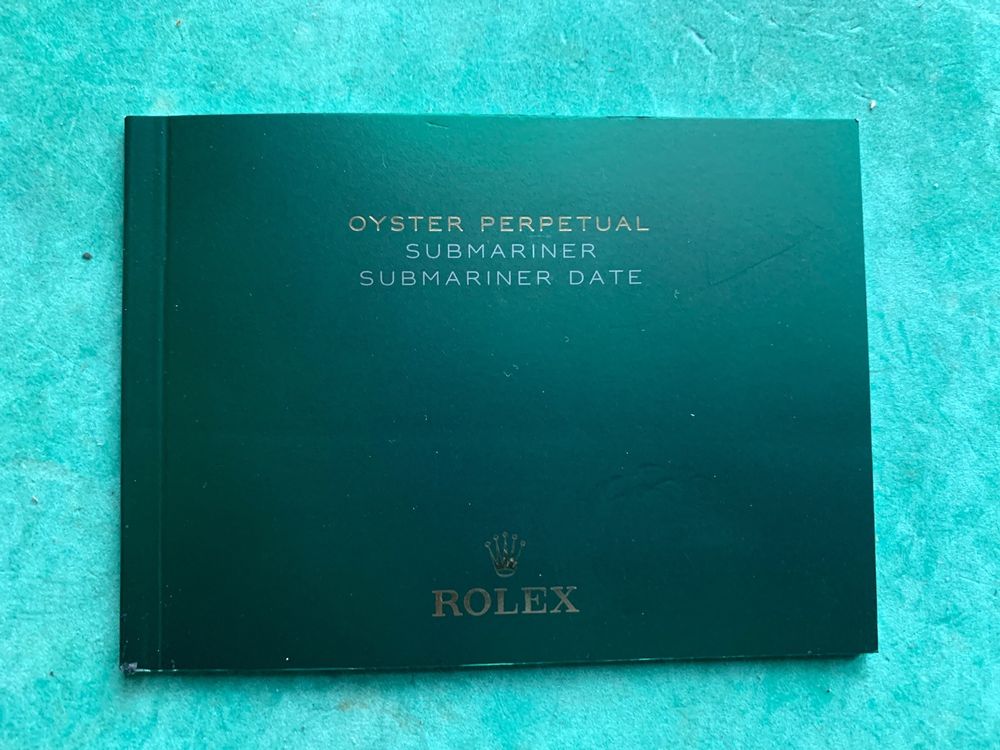 OYSTER PERPETUAL
SUBMARINER
SUBMARINER DATE
ROLEX